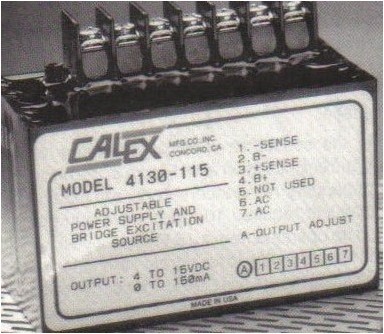 CALEX
MFG.CO.INC.
CONCORD, CA
MODEL 4130-115
ADJUSTABLE
POWER SUPPLY AND
BRIDGE EXCITATION
SOURCE
OUTPUT: 4 TO 15VDC
0 TO 150mA
1. -SENSE
2. B-
3. +SENSE
4. B+
5. NOT USED
6. AC
7. AC
A-OUTPUT ADJUST
A 1 2 3 4 5 6 7
MADE IN USA